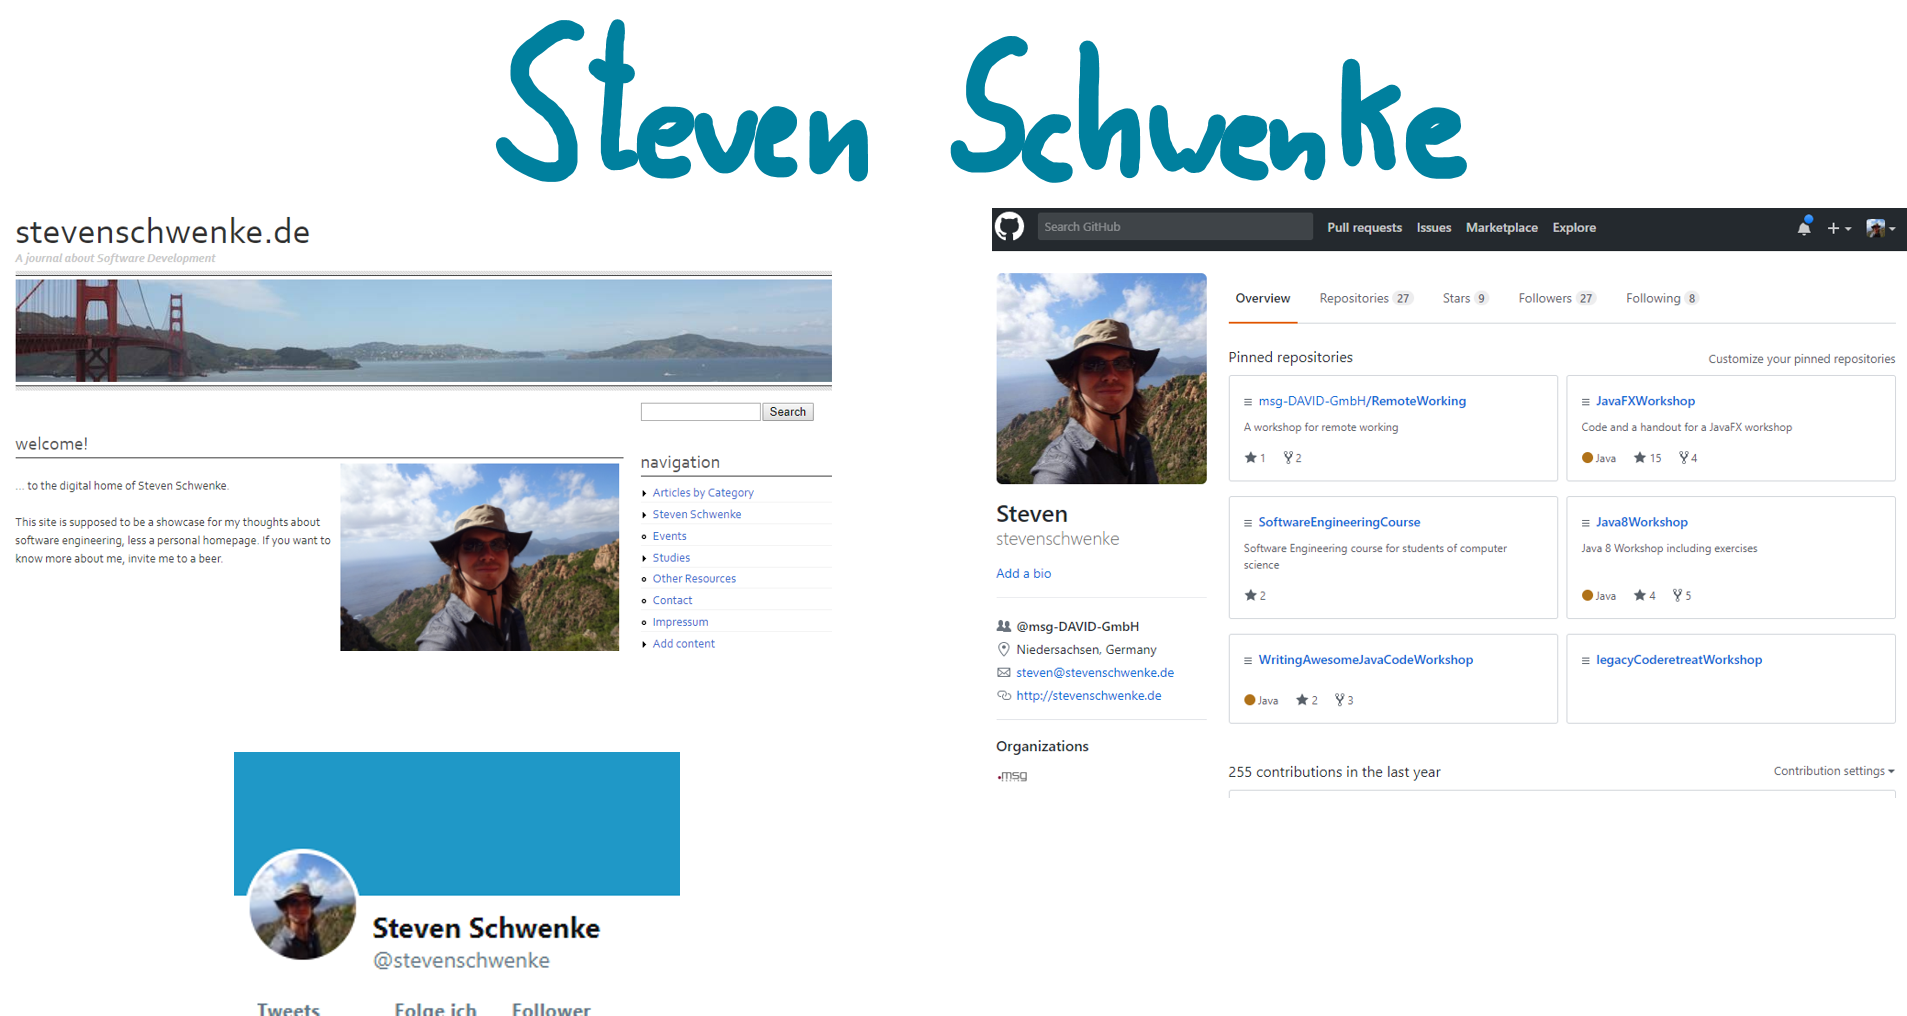 Steven Schwenke
stevenschwenke.de
A journal about Software Development
Search
welcome!
... to the digital home of Steven Schwenke.
This site is supposed to be a showcase for my thoughts about
software engineering, less a personal homepage. If you want to
know more about me, invite me to a beer.
navigation
Articles by Category
Steven Schwenke
Events
Studies
Other Resources
Contact
Impressum
Add content
Search GitHub
Pull requests Issues Marketplace Explore
Overview Repositories 27 Stars 9 Followers 27 Following 8
Steven
stevenschwenke
Add a bio
@msg-DAVID-GmbH
Niedersachsen, Germany
steven@stevenschwenke.de
http://stevenschwenke.de
Organizations
.msg
Pinned repositories
Customize your pinned repositories
msg-DAVID-GmbH/RemoteWorking
A workshop for remote working
1 2
JavaFXWorkshop
Code and a handout for a JavaFX workshop
Java 15 4
SoftwareEngineeringCourse
Software Engineering course for students of computer
science
2
Java8Workshop
Java 8 Workshop including exercises
Java 4 5
WritingAwesomeJavaCodeWorkshop
Java 2 3
legacyCoderetreatWorkshop
255 contributions in the last year
Contribution settings
Steven Schwenke
@stevenschwenke
Tweets Folge ich Follower